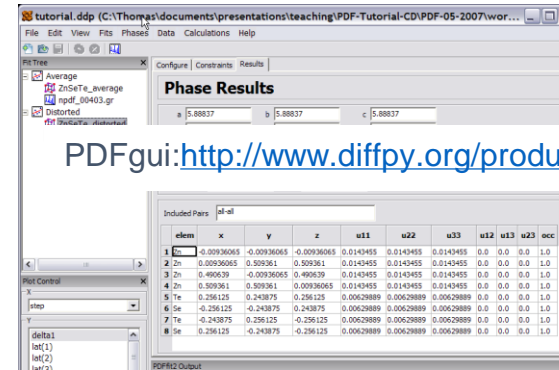 tutorial.ddp (C:\Thomas\documents\presentations\teaching\PDF-Tutorial-CD\PDF-05-2007\wor...
File Edit View Fits Phases Data Calculations Help
Fit Tree
Average
ZnSeTe_average
npdf_00403.gr
Distorted
ZnSeTe_distorted
Configure Constraints Results
Phase Results
a 5.88837 b 5.88837 c 5.88837
PDFgui:http://www.diffpy.org/produ
Included Pairs all-all
elem x y z u11 u22 u33 u12 u13 u23 occ
1 Zn -0.00936065 -0.00936065 -0.00936065 0.0143455 0.0143455 0.0143455 0.0 0.0 0.0 1.0
2 Zn 0.00936065 0.509361 0.509361 0.0143455 0.0143455 0.0143455 0.0 0.0 0.0 1.0
3 Zn 0.490639 -0.00936065 0.490639 0.0143455 0.0143455 0.0143455 0.0 0.0 0.0 1.0
4 Zn 0.509361 0.509361 0.00936065 0.0143455 0.0143455 0.0143455 0.0 0.0 0.0 1.0
5 Te 0.256125 0.243875 0.256125 0.00629889 0.00629889 0.00629889 0.0 0.0 0.0 1.0
6 Se -0.256125 -0.243875 0.256125 0.00629889 0.00629889 0.00629889 0.0 0.0 0.0 1.0
7 Te -0.243875 0.256125 -0.256125 0.00629889 0.00629889 0.00629889 0.0 0.0 0.0 1.0
8 Se 0.256125 -0.243875 -0.243875 0.00629889 0.00629889 0.00629889 0.0 0.0 0.0 1.0
Plot Control
X
step
Y
delta1
lat(1)
lat(2)
lat(3)
PDFfit2 Output